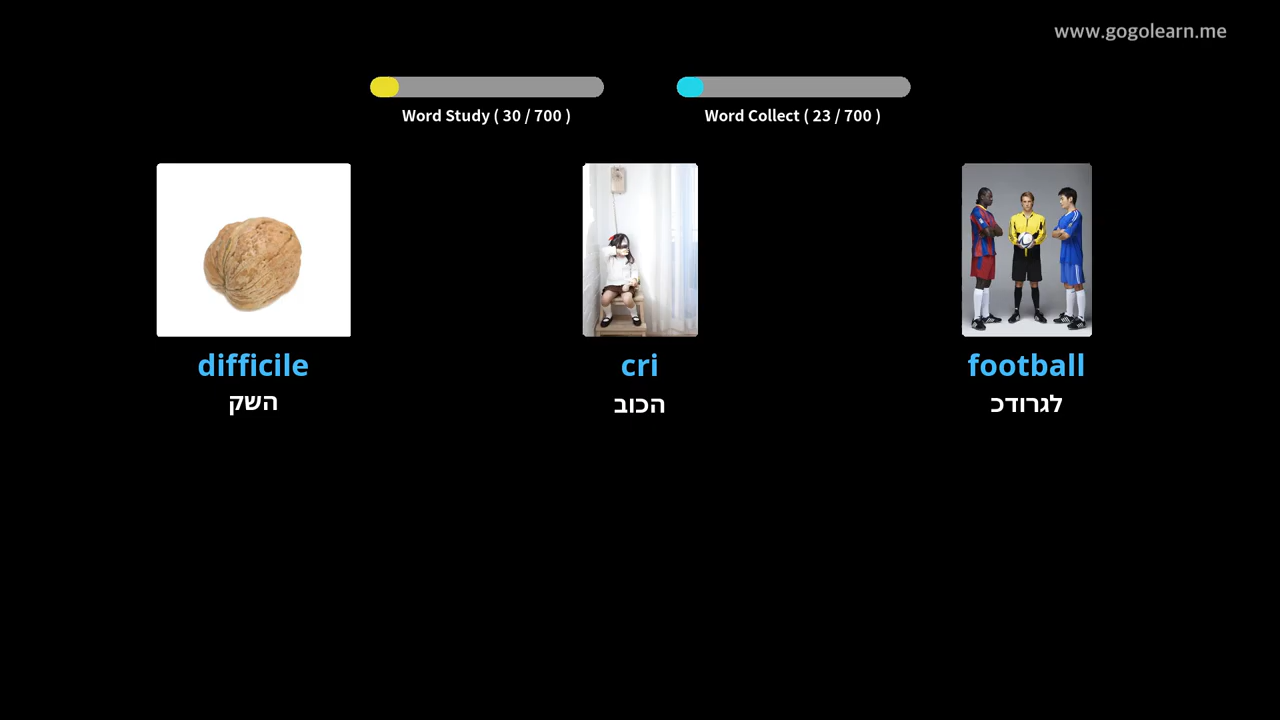 www.gogolearn.me
Word Study ( 30 / 700 )
Word Collect ( 23 / 700 )
difficile
השק
cri
הכוב
football
לגרודכ